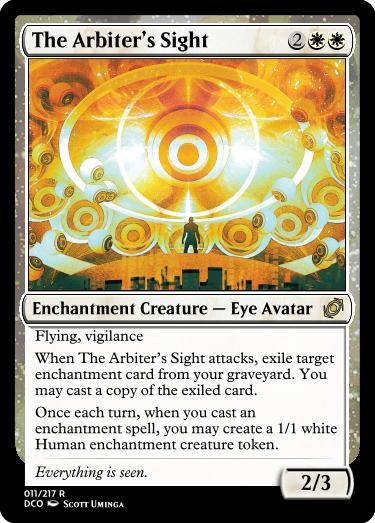 The Arbiter's Sight 2
Enchantment Creature — Eye Avatar
Flying, vigilance
When The Arbiter's Sight attacks, exile target
enchantment card from your graveyard. You
may cast a copy of the exiled card.
Once each turn, when you cast an
enchantment spell, you may create a 1/1 white
Human enchantment creature token.
Everything is seen.
2/3
011/217 R
DCO Scott Uminga